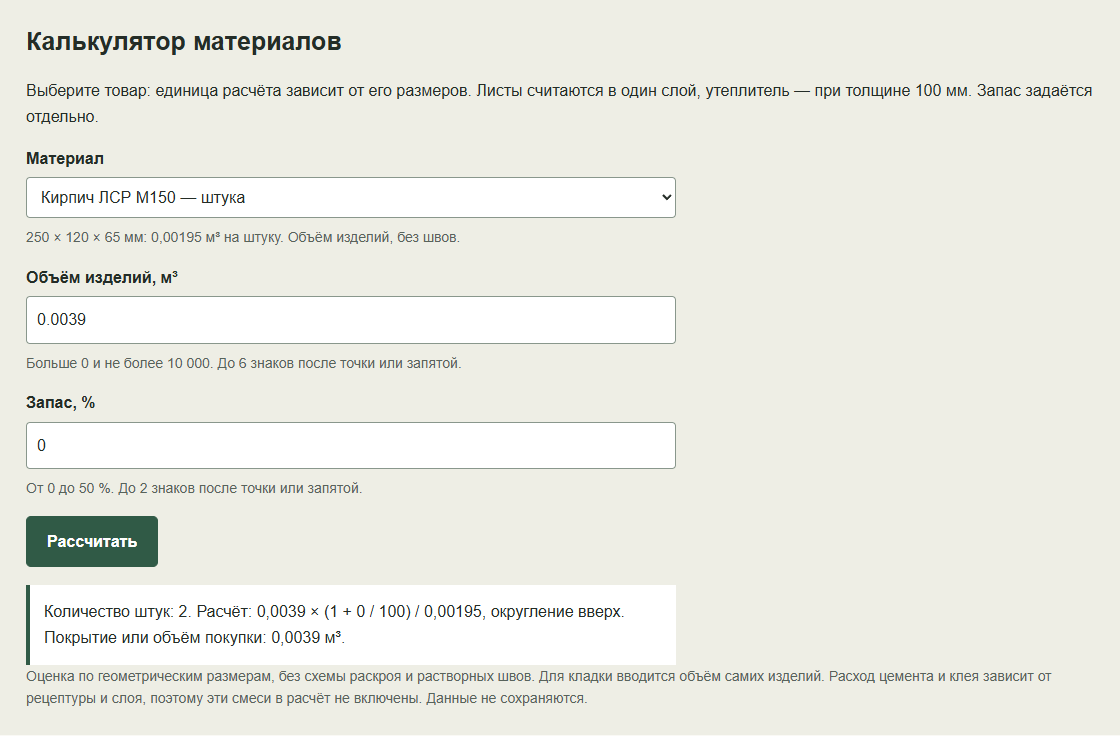 Калькулятор материалов
Выберите товар: единица расчёта зависит от его размеров. Листы считаются в один слой, утеплитель — при толщине 100 мм. Запас задаётся
отдельно.
Материал
Кирпич ЛСР М150 — штука
250 × 120 × 65 мм: 0,00195 м³ на штуку. Объём изделий, без швов.
Объём изделий, м³
0.0039
Больше 0 и не более 10 000. До 6 знаков после точки или запятой.
Запас, %
0
От 0 до 50 %. До 2 знаков после точки или запятой.
Рассчитать
Количество штук: 2. Расчёт: 0,0039 × (1 + 0 / 100) / 0,00195, округление вверх.
Покрытие или объём покупки: 0,0039 м³.
Оценка по геометрическим размерам, без схемы раскроя и растворных швов. Для кладки вводится объём самих изделий. Расход цемента и клея зависит от
рецептуры и слоя, поэтому эти смеси в расчёт не включены. Данные не сохраняются.